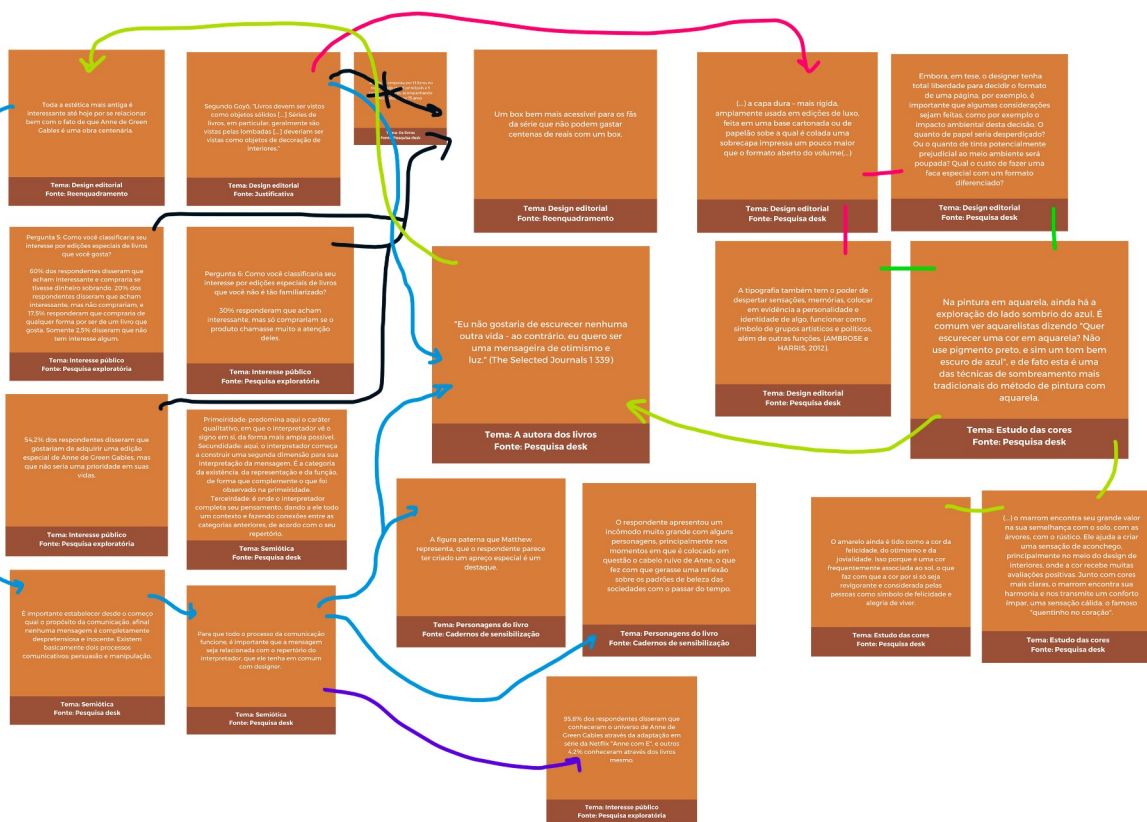 Toda a estética mais antiga é
interessante até hoje por se relacionar
bem com o fato de que Anne de Green
Gables é uma obra centenária.
Tema: Design editorial
Fonte: Reenquadramento
Segundo Goyô, "Livros devem ser vistos
como objetos sólidos [...] Séries de
livros, em particular, geralmente são
vistas pelas lombadas [...] deveriam ser
vistas como objetos de decoração de
interiores."
Tema: Design editorial
Fonte: Justificativa
Tema: Os livros
Fonte: Pesquisa desk
Um box bem mais acessível para os fãs
da série que não podem gastar
centenas de reais com um box.
Tema: Design editorial
Fonte: Reenquadramento
(...) a capa dura – mais rígida,
amplamente usada em edições de luxo,
feita em uma base cartonada ou de
papelão sobe a qual é colada uma
sobrecapa impressa um pouco maior
que o formato aberto do volume(...)
Tema: Design editorial
Fonte: Pesquisa desk
Embora, em tese, o designer tenha
total liberdade para decidir o formato
de uma página, por exemplo, é
importante que algumas considerações
sejam feitas, como por exemplo o
impacto ambiental desta decisão. O
quanto de papel será desperdiçado?
Ou o quanto de tinta potencialmente
prejudicial ao meio ambiente será
poupada? Qual o custo de fazer uma
faca especial com um formato
diferenciado?
Tema: Design editorial
Fonte: Pesquisa desk
Pergunta 5: Como você classificaria seu
interesse por edições especiais de livros
que você gosta?
60% dos respondentes disseram que
acham interessante e compraria se
tivesse dinheiro sobrando. 20% dos
respondentes disseram que acham
interessante, mas não comprariam, e
17,5% responderam que compraria de
qualquer forma por ser de um livro que
gosta. Somente 2,5% disseram que não
tem interesse algum.
Tema: Interesse público
Fonte: Pesquisa exploratória
Pergunta 6: Como você classificaria seu
interesse por edições especiais de livros
que você não é tão familiarizado?
30% responderam que acham
interessante, mas só comprariam se o
produto chamasse muito a atenção
deles.
Tema: Interesse público
Fonte: Pesquisa exploratória
"Eu não gostaria de escurecer nenhuma
outra vida – ao contrário, eu quero ser
uma mensageira de otimismo e
luz." (The Selected Journals 1 339)
Tema: A autora dos livros
Fonte: Pesquisa desk
A tipografia também tem o poder de
despertar sensações, memórias, colocar
em evidência a personalidade e
identidade de algo, funcionar como
símbolo de grupos artísticos e políticos,
além de outras funções. (AMBROSE e
HARRIS, 2012).
Tema: Design editorial
Fonte: Pesquisa desk
Na pintura em aquarela, ainda há a
exploração do lado sombrio do azul. É
comum ver aquarelistas dizendo "Quer
escurecer uma cor em aquarela? Não
use pigmento preto, e sim um tom bem
escuro de azul", e de fato esta é uma
das técnicas de sombreamento mais
tradicionais do método de pintura com
aquarela.
Tema: Estudo das cores
Fonte: Pesquisa desk
54,2% dos respondentes disseram que
gostariam de adquirir uma edição
especial de Anne de Green Gables, mas
que não seria uma prioridade em suas
vidas.
Tema: Interesse público
Fonte: Pesquisa exploratória
Primeiridade: predomina aqui o caráter
qualitativo, em que o interpretador vê o
signo em si, da forma mais ampla possível.
Secundidade: aqui, o interpretador começa
a construir uma segunda dimensão para sua
interpretação da mensagem. É a categoria
da existência, da representação e da função,
de forma que complemente o que foi
observado na primeiridade.
Terceiridade: é onde o interpretador
completa seu pensamento, dando a ele todo
um contexto e fazendo conexões entre as
categorias anteriores, de acordo com o seu
repertório.
Tema: Semiótica
Fonte: Pesquisa desk
A figura paterna que Matthew
representa, que o respondente parece
ter criado um apreço especial é um
destaque.
Tema: Personagens do livro
Fonte: Cadernos de sensibilização
O respondente apresentou um
incômodo muito grande com alguns
personagens, principalmente nos
momentos em que é colocado em
questão o cabelo ruivo de Anne, o que
fez com que gerasse uma reflexão
sobre os padrões de beleza das
sociedades com o passar do tempo.
Tema: Personagens do livro
Fonte: Cadernos de sensibilização
O amarelo ainda é tido como a cor da
felicidade, do otimismo e da
jovialidade. Isso porque é uma cor
frequentemente associada ao sol, o que
faz com que a cor por si só seja
revigorante e considerada pelas
pessoas como símbolo de felicidade e
alegria de viver.
Tema: Estudo das cores
Fonte: Pesquisa desk
(...) o marrom encontra seu grande valor
na sua semelhança com o solo, com as
árvores, com o rústico. Ele ajuda a criar
uma sensação de aconchego,
principalmente no meio do design de
interiores, onde a cor recebe muitas
avaliações positivas. Junto com cores
mais claras, o marrom encontra sua
harmonia e nos transmite um conforto
ímpar, uma sensação cálida, o famoso
"quentinho no coração".
Tema: Estudo das cores
Fonte: Pesquisa desk
É importante estabelecer desde o começo
qual o propósito da comunicação, afinal
nenhuma mensagem é completamente
despretensiosa e inocente. Existem
basicamente dois processos
comunicativos: persuasão e manipulação.
Tema: Semiótica
Fonte: Pesquisa desk
Para que todo o processo da comunicação
funcione, é importante que a mensagem
seja relacionada com o repertório do
interpretador, que ele tenha em comum
com designer.
Tema: Semiótica
Fonte: Pesquisa desk
95,8% dos respondentes disseram que
conheceram o universo de Anne de
Green Gables através da adaptação em
série da Netflix "Anne com E", e outros
4,2% conheceram através dos livros
mesmo.
Tema: Interesse público
Fonte: Pesquisa exploratória